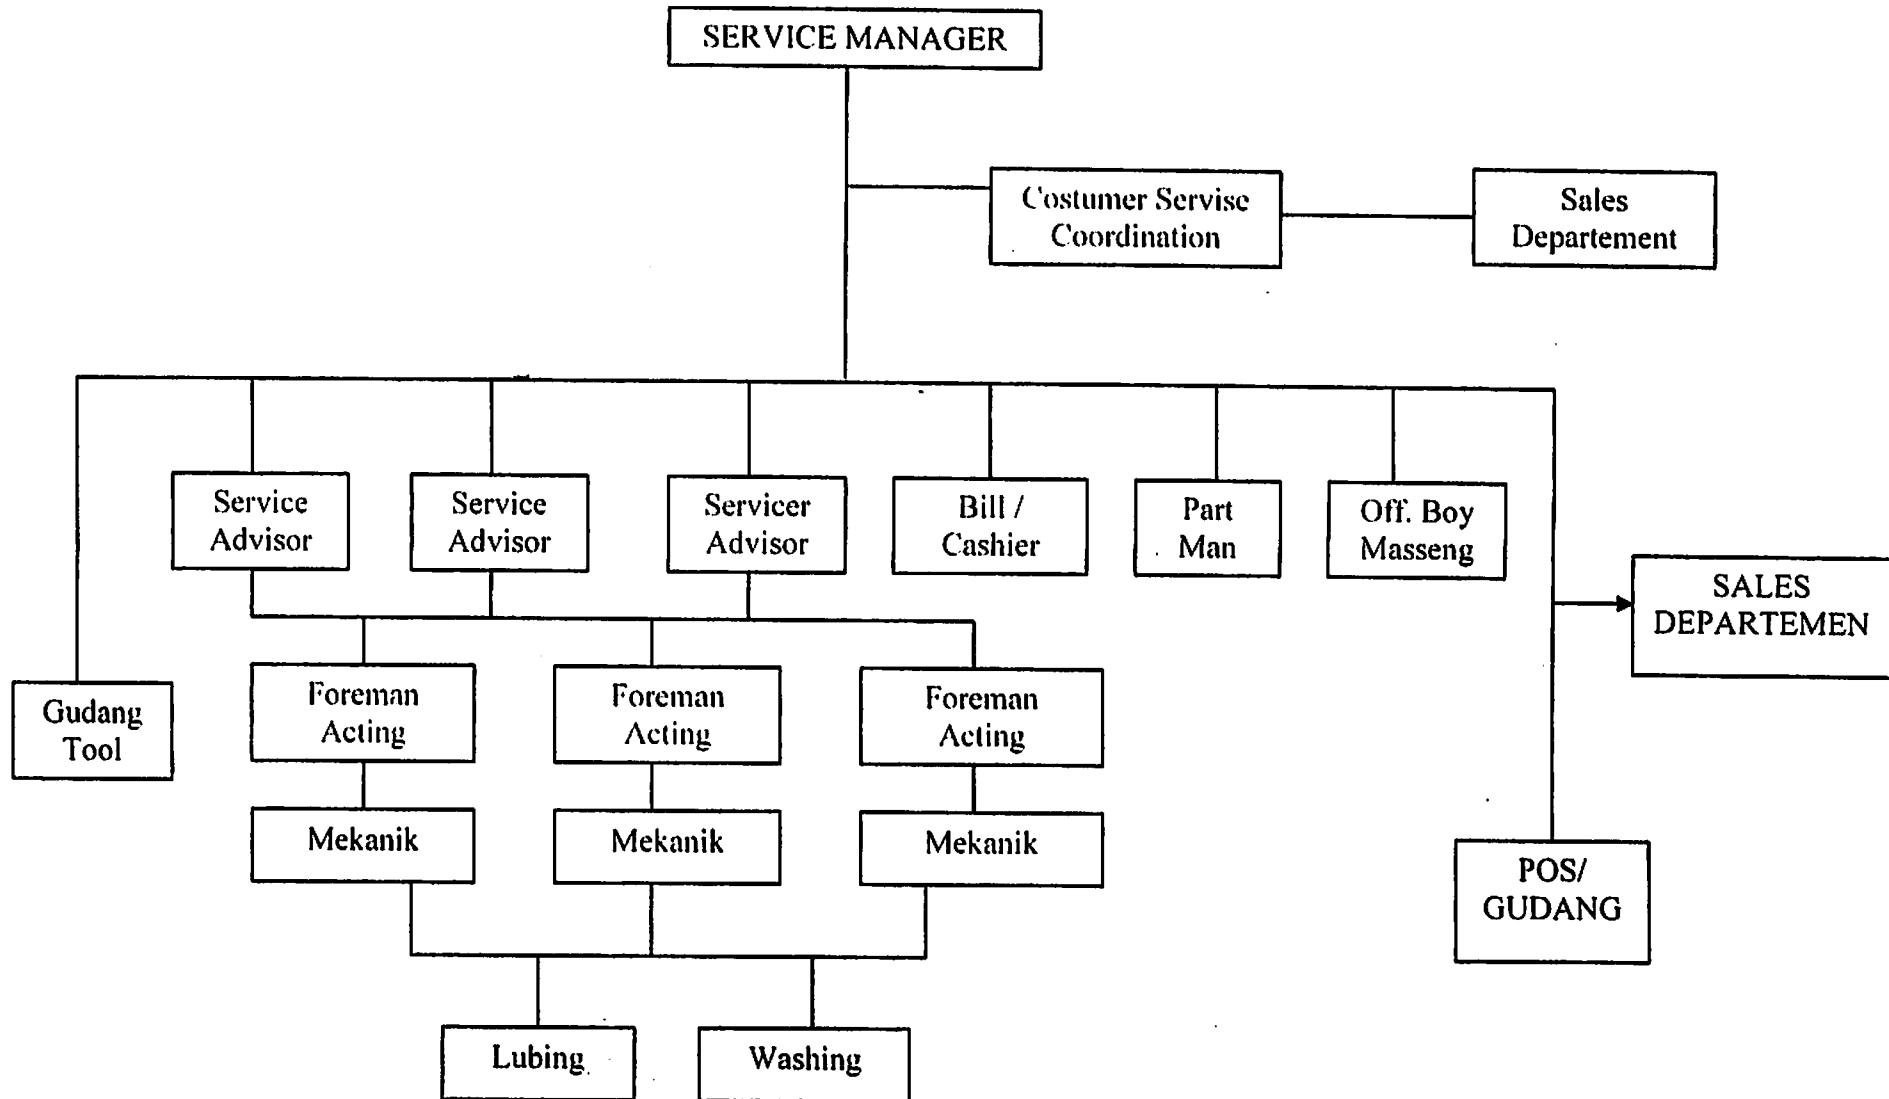 SERVICE MANAGER
Costumer Servise
Coordination
Sales
Departement
Service
Advisor
Service
Advisor
Servicer
Advisor
Bill /
Cashier
Part
Man
Off. Boy
Masseng
SALES
DEPARTEMEN
Gudang
Tool
Foreman
Acting
Foreman
Acting
Foreman
Acting
Mekanik
Mekanik
Mekanik
POS/
GUDANG
Lubing
Washing